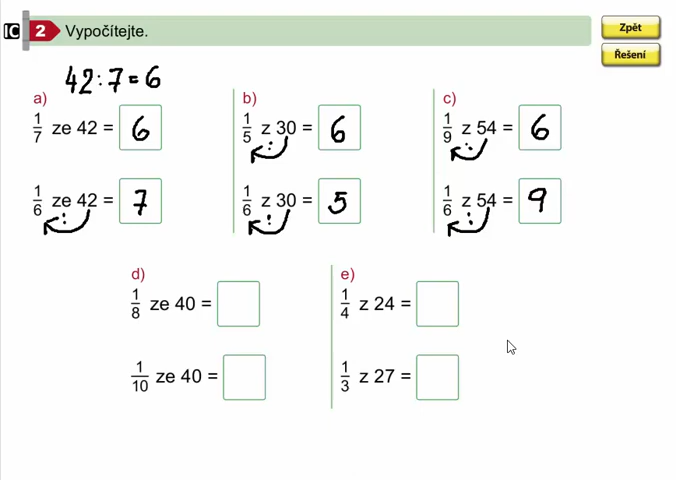 IC 2 Vypočítejte.
Zpět
Řešení
42:7=6
a)
1/7 ze 42 = 6
1/6 ze 42 = 7
:
b)
1/5 z 30 = 6
:
1/6 z 30 = 5
:
c)
1/9 z 54 = 6
:
1/6 z 54 = 9
:
d)
1/8 ze 40 =
1/10 ze 40 =
e)
1/4 z 24 =
1/3 z 27 =